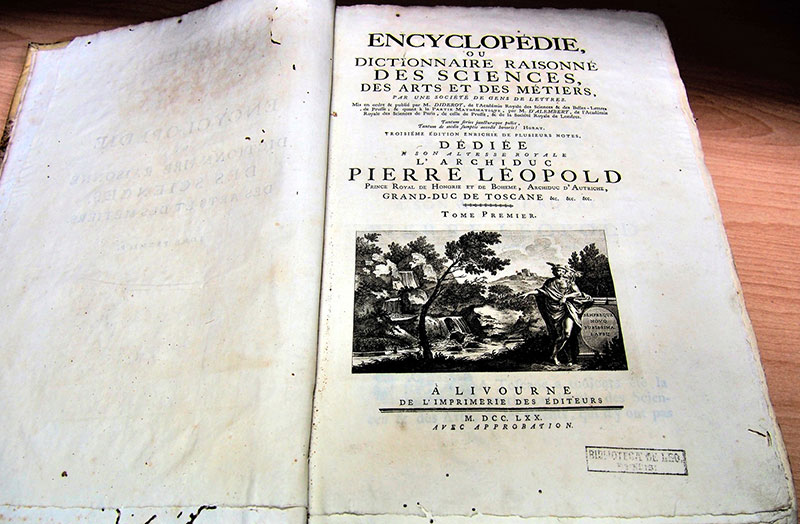 ENCYCLOPÉDIE,
OU
DICTIONNAIRE RAISONNÉ
DES SCIENCES,
DES ARTS ET DES MÉTIERS,
PAR UNE SOCIETÉ DE GENS DE LETTRES.
Mis en ordre & publié par M. DIDEROT, de l'Académie Royale des Sciences & des Belles-Lettres
de Prusse; & quant à la PARTIE MATHÉMATIQUE, par M. D'ALEMBERT, de l'Académie
Royale des Sciences de Paris, de celle de Prusse, & de la Société Royale de Londres.
Tantum series juncturaque pollet,
Tantum de medio sumptis accedit honoris! HORAT.
TROISIÈME ÉDITION ENRICHIE DE PLUSIEURS NOTES,
DÉDIÉE
A SON ALTESSE ROYALE
L'ARCHIDUC
PIERRE LÉOPOLD
PRINCE ROYAL DE HONGRIE ET DE BOHEME, ARCHIDUC D'AUTRICHE,
GRAND-DUC DE TOSCANE &c. &c. &c.
TOME PREMIER.
SEMPERQUE
A LIVOURNE
DE L'IMPRIMERIE DES ÉDITEURS
M. DCC. LXX.
AVEC APPROBATION.
BIBLIOTECA DE